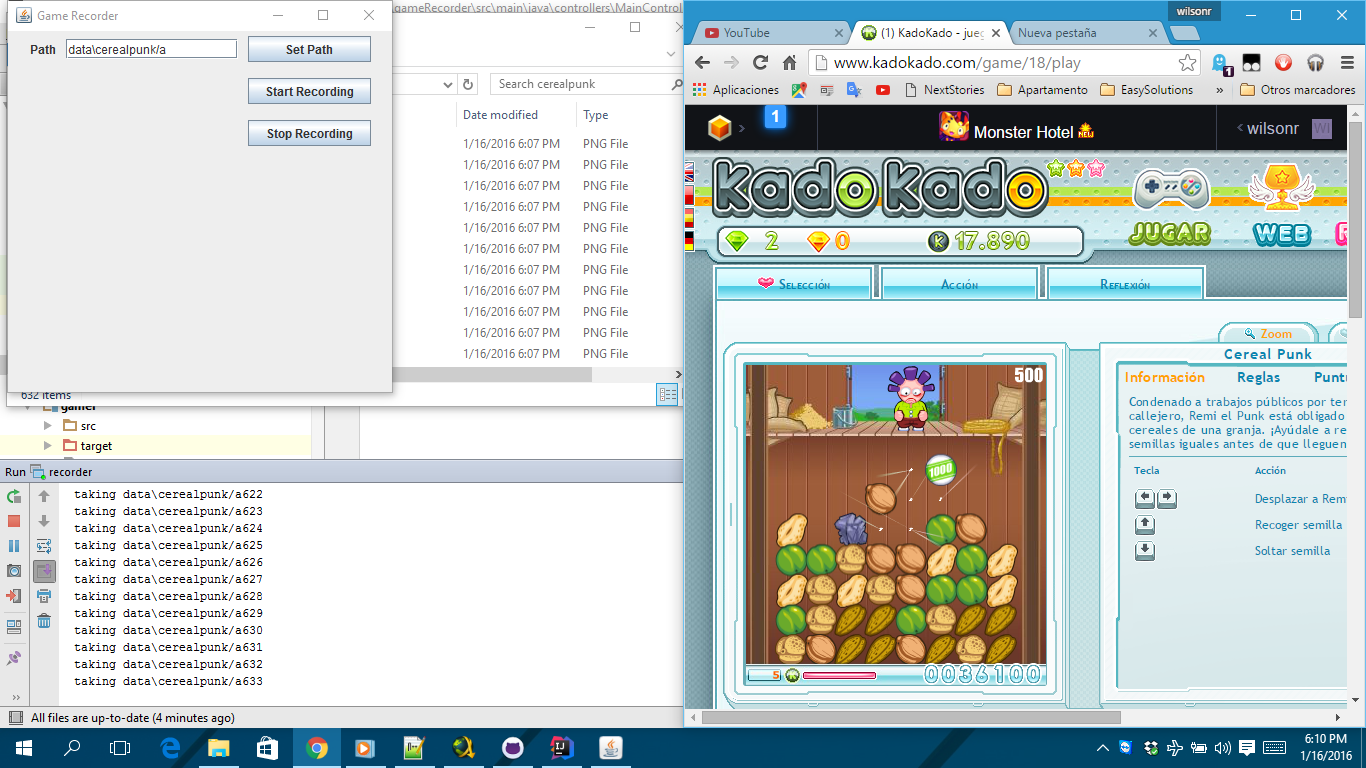 Game Recorder
Path data\cerealpunk/a Set Path
Start Recording
Stop Recording
gameRecorder\src\main\java\controllers\MainControl
Search cerealpunk
Date modified Type
1/16/2016 6:07 PM PNG File
1/16/2016 6:07 PM PNG File
1/16/2016 6:07 PM PNG File
1/16/2016 6:07 PM PNG File
1/16/2016 6:07 PM PNG File
1/16/2016 6:07 PM PNG File
1/16/2016 6:07 PM PNG File
1/16/2016 6:07 PM PNG File
1/16/2016 6:07 PM PNG File
1/16/2016 6:07 PM PNG File
1/16/2016 6:07 PM PNG File
632 items
gamer
src
target
Run recorder
taking data\cerealpunk/a622
taking data\cerealpunk/a623
taking data\cerealpunk/a624
taking data\cerealpunk/a625
taking data\cerealpunk/a626
taking data\cerealpunk/a627
taking data\cerealpunk/a628
taking data\cerealpunk/a629
taking data\cerealpunk/a630
taking data\cerealpunk/a631
taking data\cerealpunk/a632
taking data\cerealpunk/a633
All files are up-to-date (4 minutes ago)
wilsonr
YouTube KadoKado - jueg Nueva pestaña
www.kadokado.com/game/18/play
1
Aplicaciones NextStories Apartamento EasySolutions » Otros marcadores
1 Monster Hotel NEW wilsonr WI
KadoKado
2 0 K 17.890
JUGAR WEB
Selección Acción Reflexión
Zoom
Cereal Punk
Información Reglas Puntu
Condenado a trabajos públicos por ter
callejero, Remi el Punk está obligado
cereales de una granja. ¡Ayúdale a re
semillas iguales antes de que lleguen
Tecla Acción
Desplazar a Remi
Recoger semilla
Soltar semilla
500
1000
5 0036100
6:10 PM
1/16/2016